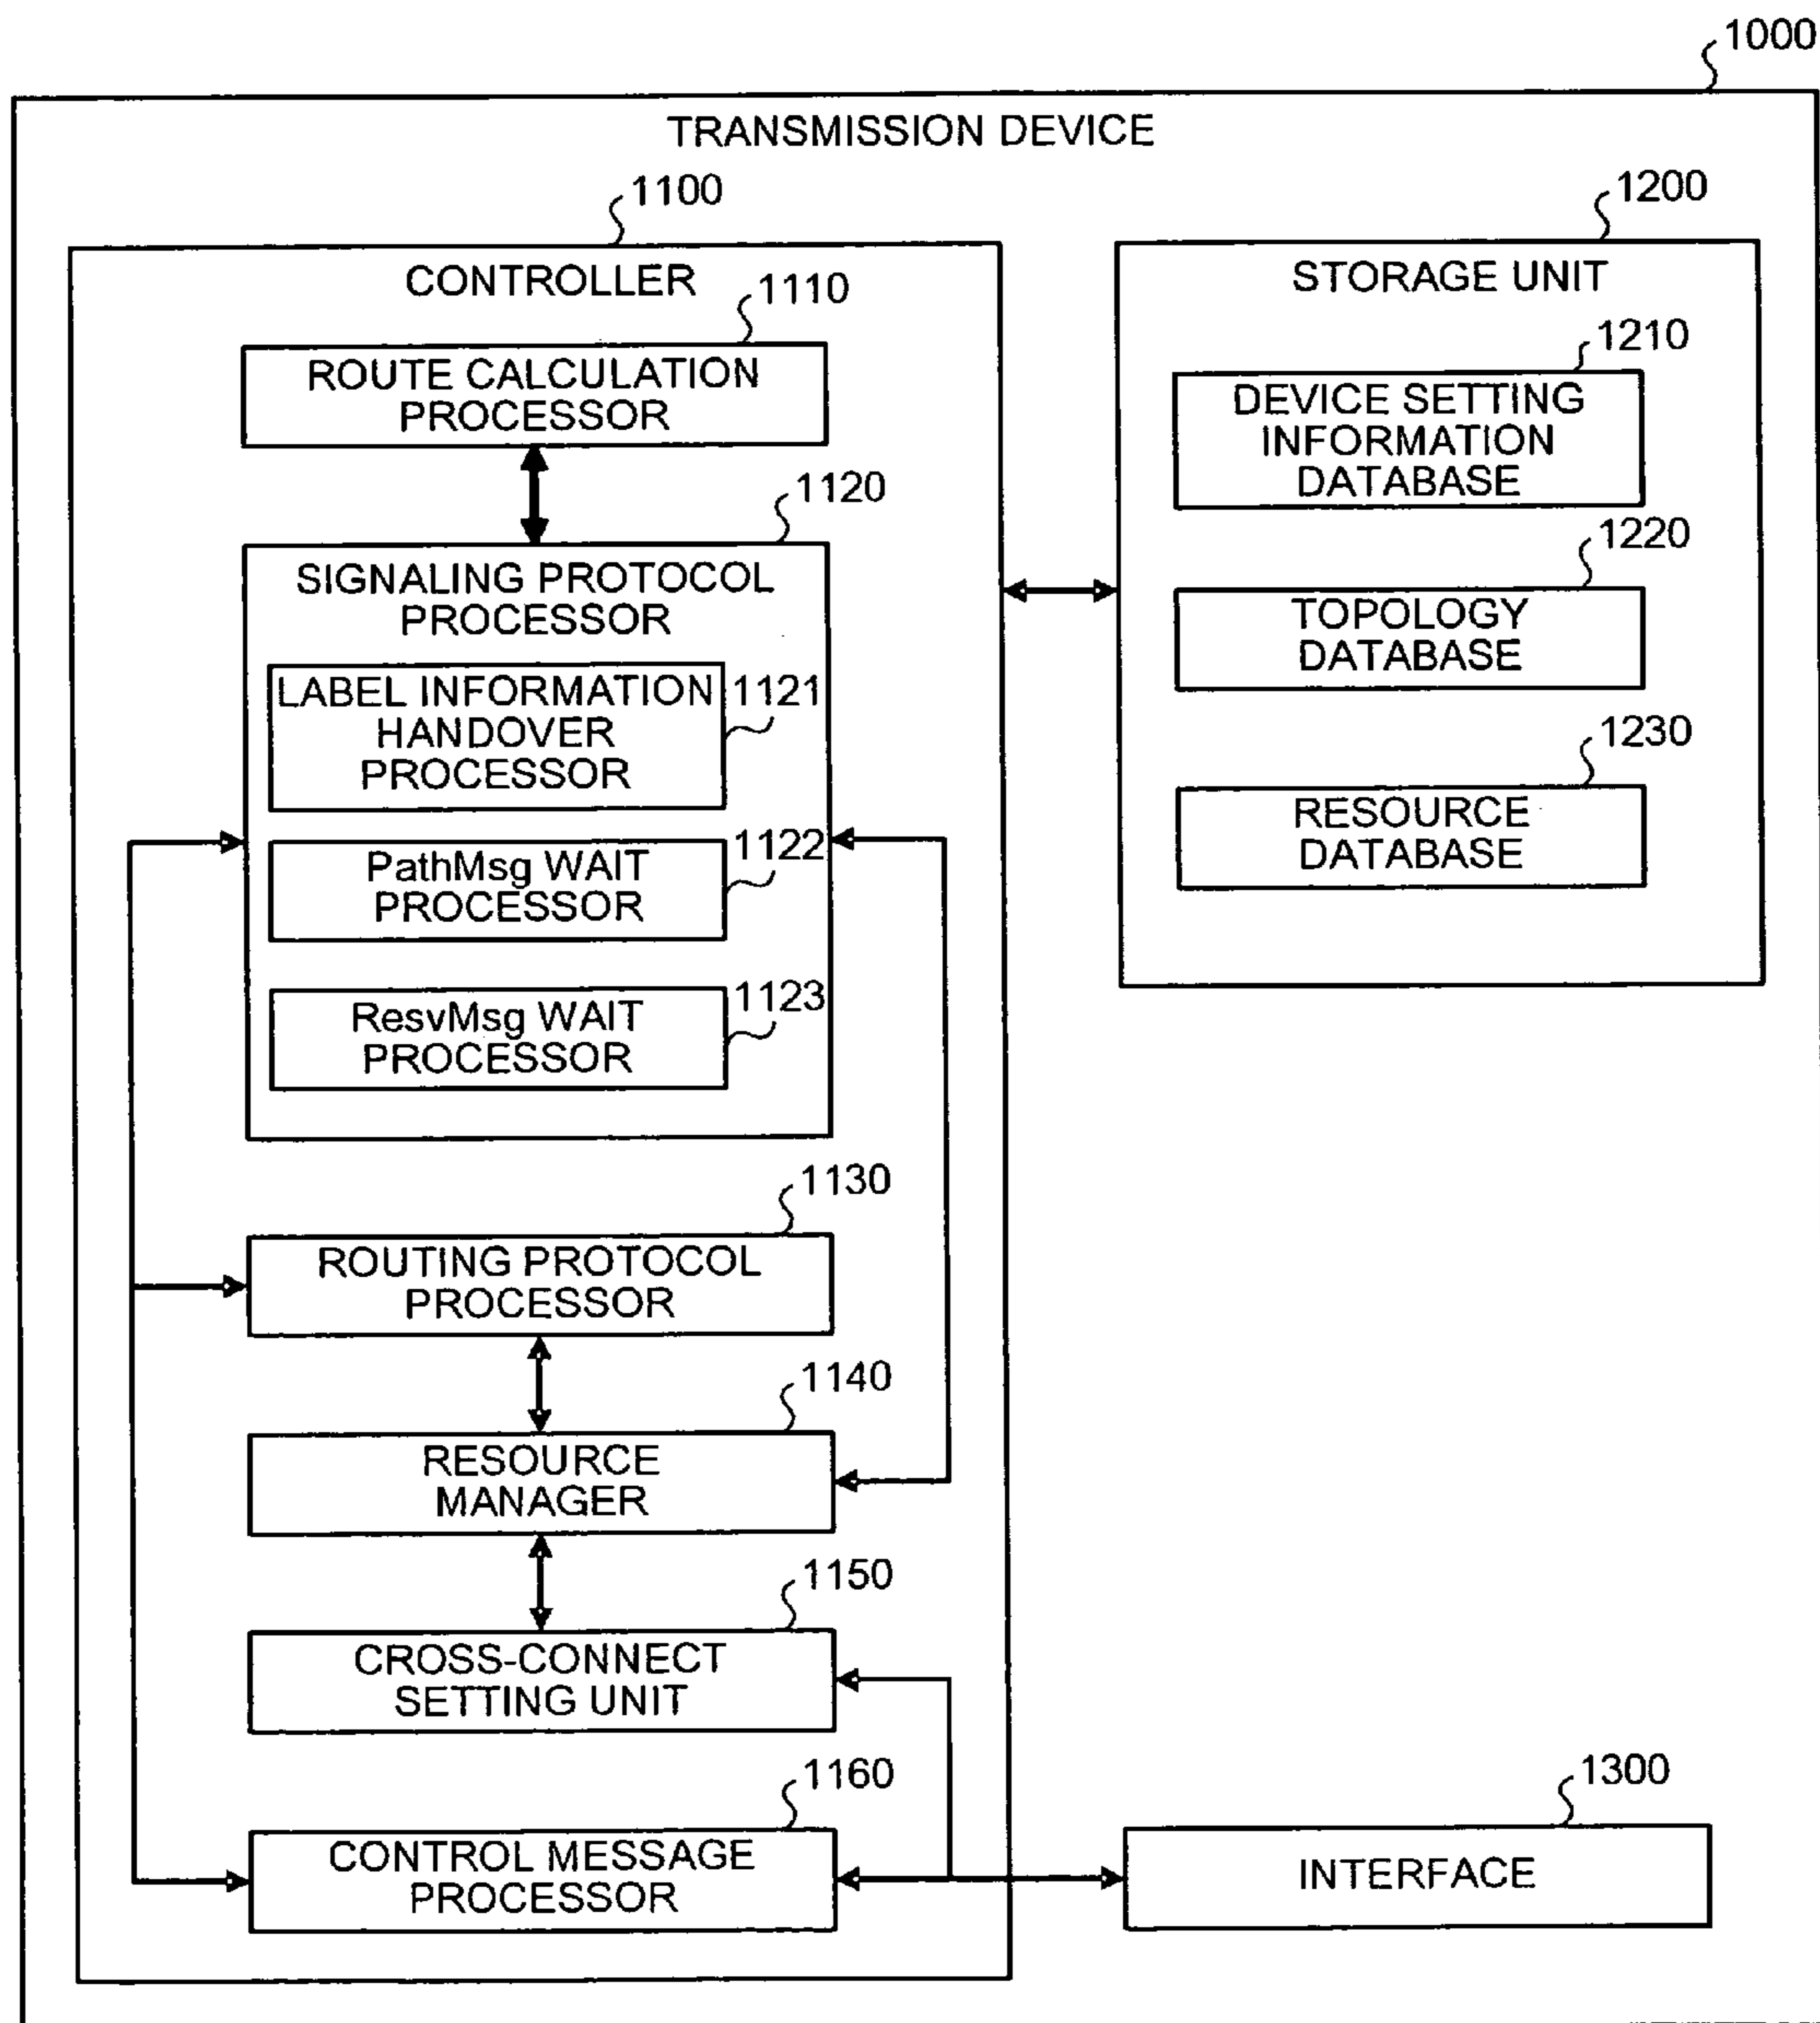 1000
TRANSMISSION DEVICE
1100
CONTROLLER
1110
ROUTE CALCULATION
PROCESSOR
1120
SIGNALING PROTOCOL
PROCESSOR
LABEL INFORMATION
HANDOVER
PROCESSOR
1121
PathMsg WAIT
PROCESSOR
1122
ResvMsg WAIT
PROCESSOR
1123
1130
ROUTING PROTOCOL
PROCESSOR
1140
RESOURCE
MANAGER
1150
CROSS-CONNECT
SETTING UNIT
1160
CONTROL MESSAGE
PROCESSOR
1200
STORAGE UNIT
1210
DEVICE SETTING
INFORMATION
DATABASE
1220
TOPOLOGY
DATABASE
1230
RESOURCE
DATABASE
1300
INTERFACE